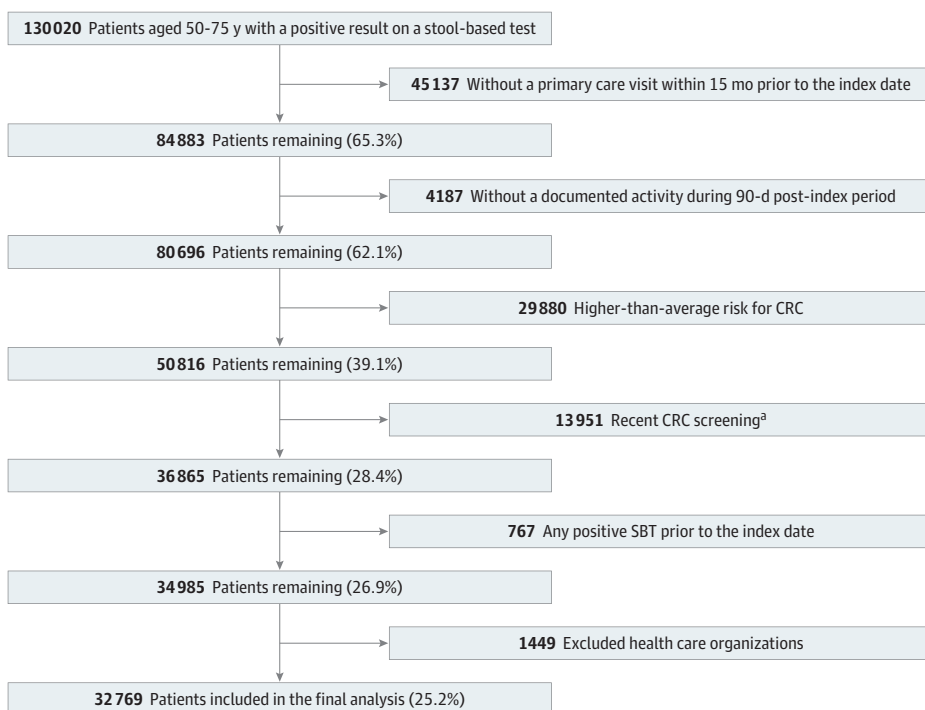 130020 Patients aged 50-75 y with a positive result on a stool-based test
45137 Without a primary care visit within 15 mo prior to the index date
84883 Patients remaining (65.3%)
4187 Without a documented activity during 90-d post-index period
80696 Patients remaining (62.1%)
29880 Higher-than-average risk for CRC
50816 Patients remaining (39.1%)
13951 Recent CRC screeningᵃ
36865 Patients remaining (28.4%)
767 Any positive SBT prior to the index date
34985 Patients remaining (26.9%)
1449 Excluded health care organizations
32769 Patients included in the final analysis (25.2%)